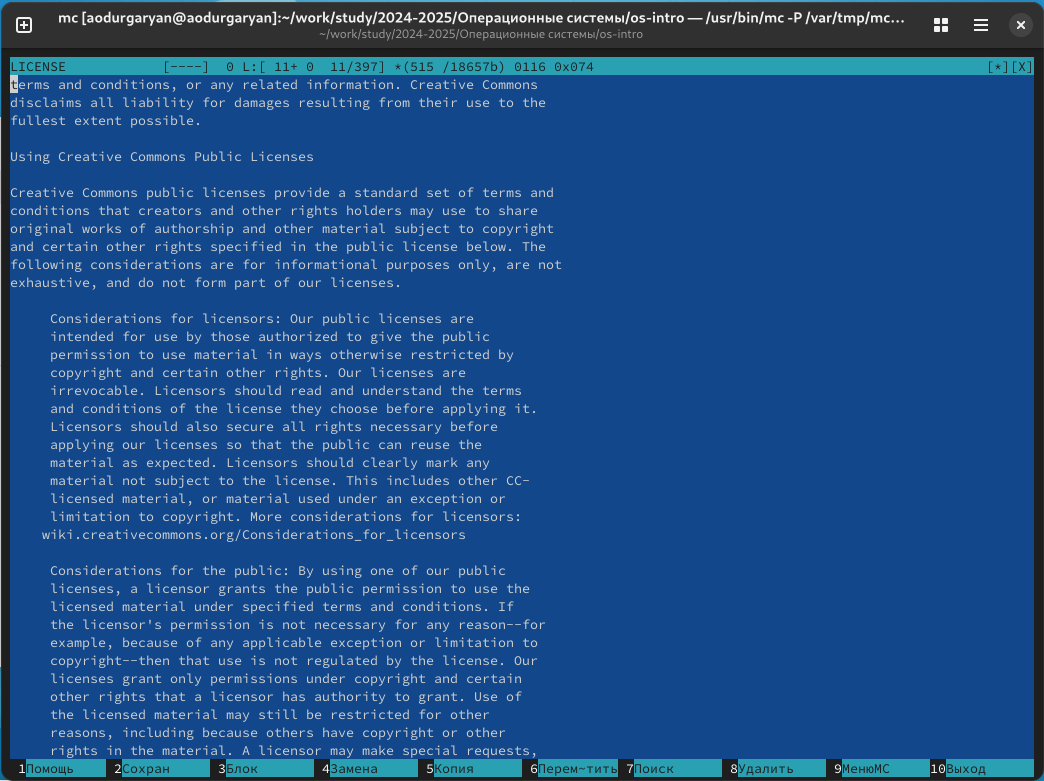 mc [aodurgaryan@aodurgaryan]:~/work/study/2024-2025/Операционные системы/os-intro — /usr/bin/mc -P /var/tmp/mc…
~/work/study/2024-2025/Операционные системы/os-intro
LICENSE [----] 0 L:[ 11+ 0 11/397] *(515 /18657b) 0116 0x074 [*][X]
terms and conditions, or any related information. Creative Commons
disclaims all liability for damages resulting from their use to the
fullest extent possible.
Using Creative Commons Public Licenses
Creative Commons public licenses provide a standard set of terms and
conditions that creators and other rights holders may use to share
original works of authorship and other material subject to copyright
and certain other rights specified in the public license below. The
following considerations are for informational purposes only, are not
exhaustive, and do not form part of our licenses.
Considerations for licensors: Our public licenses are
intended for use by those authorized to give the public
permission to use material in ways otherwise restricted by
copyright and certain other rights. Our licenses are
irrevocable. Licensors should read and understand the terms
and conditions of the license they choose before applying it.
Licensors should also secure all rights necessary before
applying our licenses so that the public can reuse the
material as expected. Licensors should clearly mark any
material not subject to the license. This includes other CC-
licensed material, or material used under an exception or
limitation to copyright. More considerations for licensors:
wiki.creativecommons.org/Considerations_for_licensors
Considerations for the public: By using one of our public
licenses, a licensor grants the public permission to use the
licensed material under specified terms and conditions. If
the licensor's permission is not necessary for any reason--for
example, because of any applicable exception or limitation to
copyright--then that use is not regulated by the license. Our
licenses grant only permissions under copyright and certain
other rights that a licensor has authority to grant. Use of
the licensed material may still be restricted for other
reasons, including because others have copyright or other
rights in the material. A licensor may make special requests,
1Помощь 2Сохран 3Блок 4Замена 5Копия 6Перем~тить 7Поиск 8Удалить 9МенюМС 10Выход